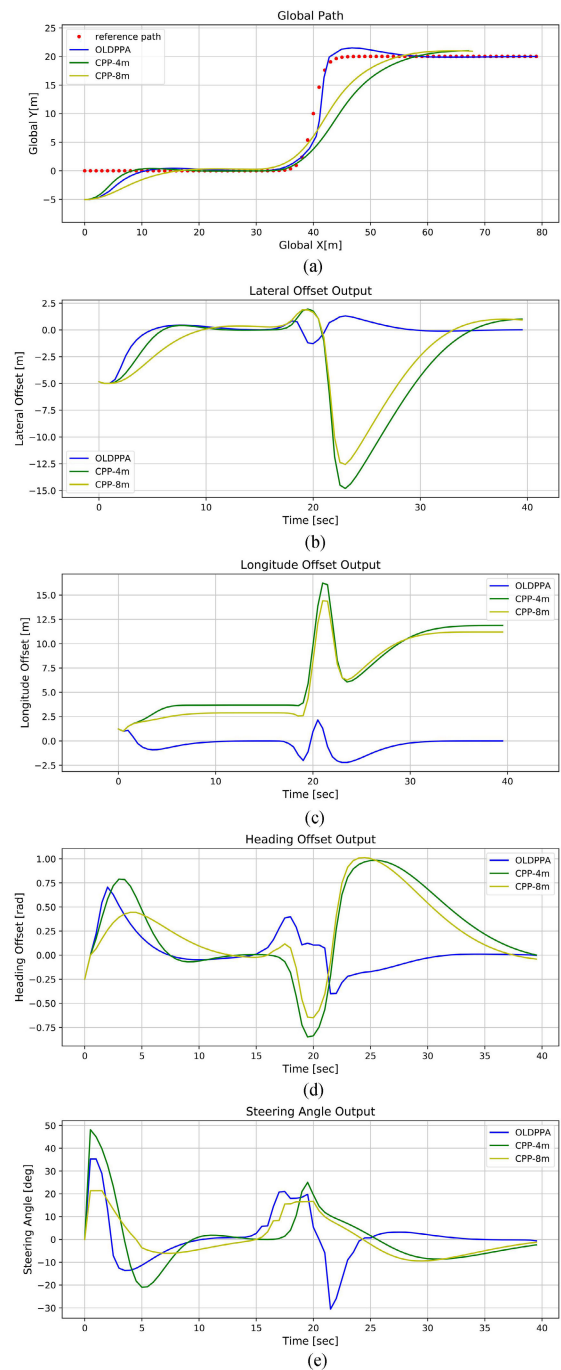 Global Path
Global Y[m]
25
20
15
10
5
0
−5
reference path
OLDPPA
CPP-4m
CPP-8m
0 10 20 30 40 50 60 70 80
Global X[m]
(a)
Lateral Offset Output
Lateral Offset [m]
2.5
0.0
−2.5
−5.0
−7.5
−10.0
−12.5
−15.0
OLDPPA
CPP-4m
CPP-8m
0 10 20 30 40
Time [sec]
(b)
Longitude Offset Output
Longitude Offset [m]
15.0
12.5
10.0
7.5
5.0
2.5
0.0
−2.5
OLDPPA
CPP-4m
CPP-8m
0 10 20 30 40
Time [sec]
(c)
Heading Offset Output
Heading Offset [rad]
1.00
0.75
0.50
0.25
0.00
−0.25
−0.50
−0.75
OLDPPA
CPP-4m
CPP-8m
0 5 10 15 20 25 30 35 40
Time [sec]
(d)
Steering Angle Output
Steering Angle [deg]
50
40
30
20
10
0
−10
−20
−30
OLDPPA
CPP-4m
CPP-8m
0 5 10 15 20 25 30 35 40
Time [sec]
(e)